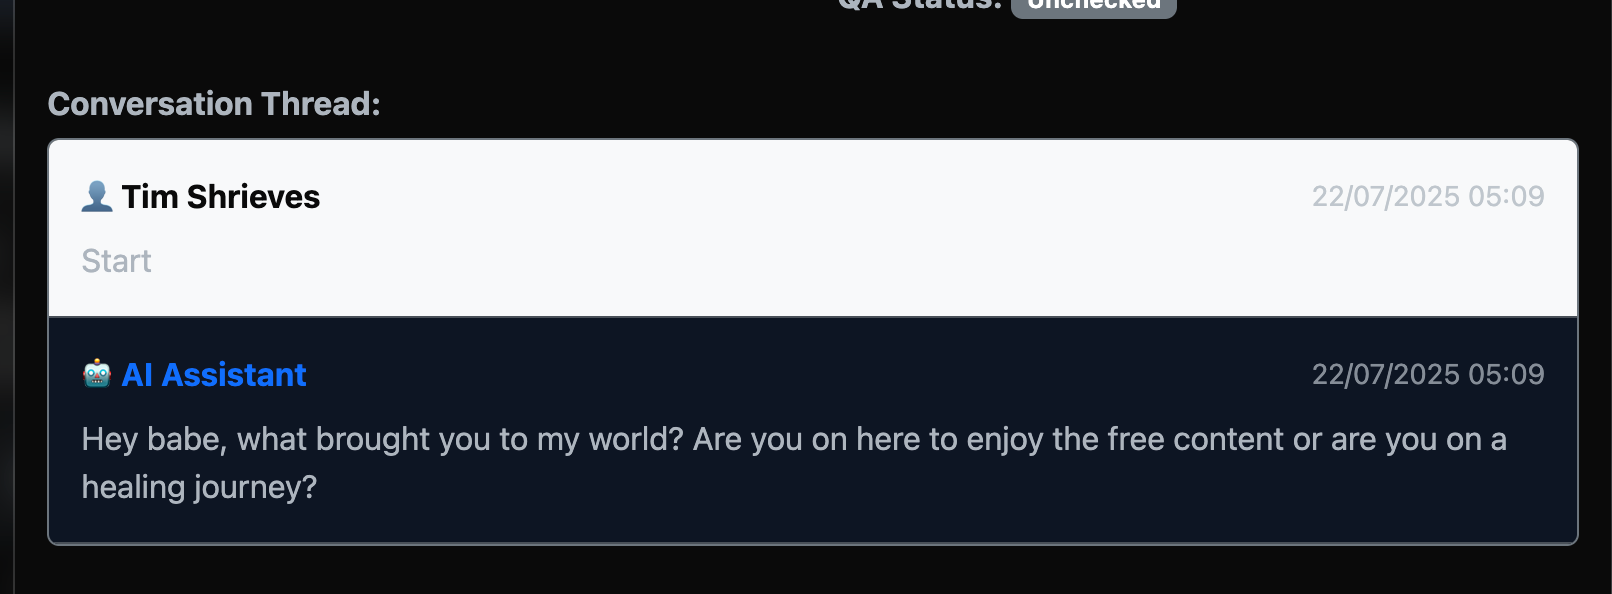 QA Status: Unchecked
Conversation Thread:
Tim Shrieves
22/07/2025 05:09
Start
AI Assistant
22/07/2025 05:09
Hey babe, what brought you to my world? Are you on here to enjoy the free content or are you on a
healing journey?